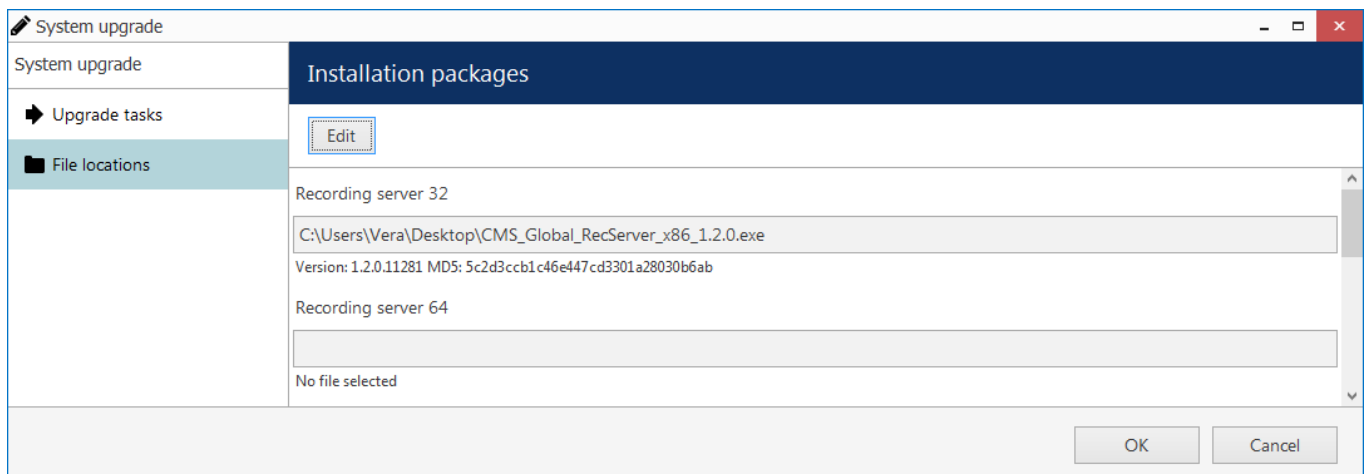 System upgrade
System upgrade
Upgrade tasks
File locations
Installation packages
Edit
Recording server 32
C:\Users\Vera\Desktop\CMS_Global_RecServer_x86_1.2.0.exe
Version: 1.2.0.11281 MD5: 5c2d3ccb1c46e447cd3301a28030b6ab
Recording server 64
No file selected
OK
Cancel